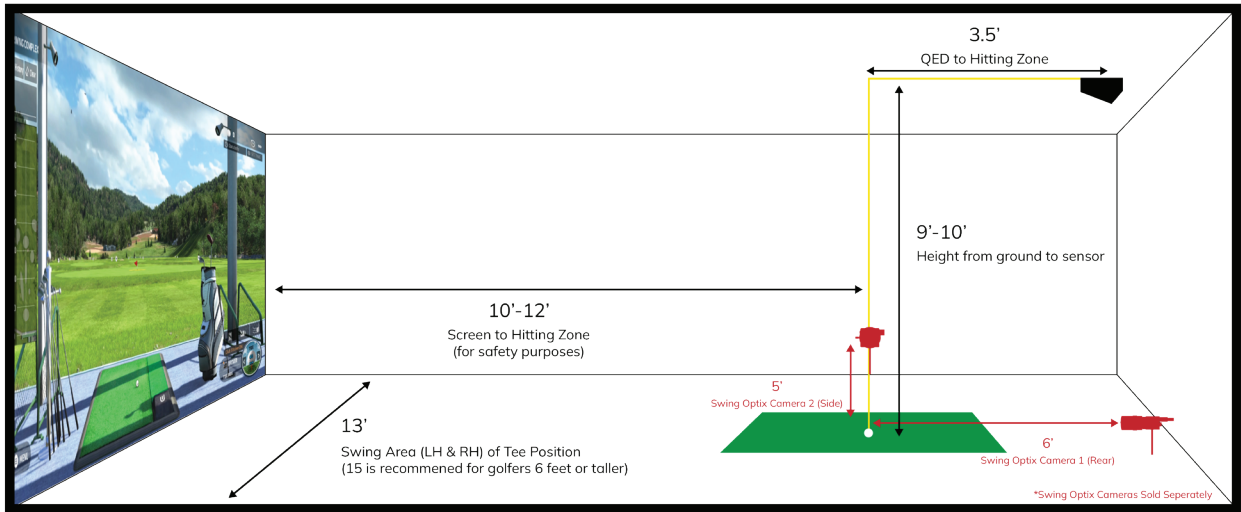 3.5’
QED to Hitting Zone
9’-10’
Height from ground to sensor
10’-12’
Screen to Hitting Zone
(for safety purposes)
5’
Swing Optix Camera 2 (Side)
13’
Swing Area (LH & RH) of Tee Position
(15 is recommened for golfers 6 feet or taller)
6’
Swing Optix Camera 1 (Rear)
*Swing Optix Cameras Sold Seperately
MENU